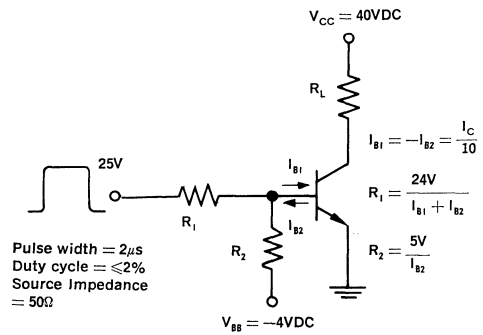 V_CC = 40VDC
R_L
I_B1 = −I_B2 = I_C / 10
25V
I_B1
R_1 = 24V / I_B1 + I_B2
R_1
I_B2
R_2
R_2 = 5V / I_B2
Pulse width = 2μs
Duty cycle = ⩽2%
Source Impedance
= 50Ω
V_BB = −4VDC